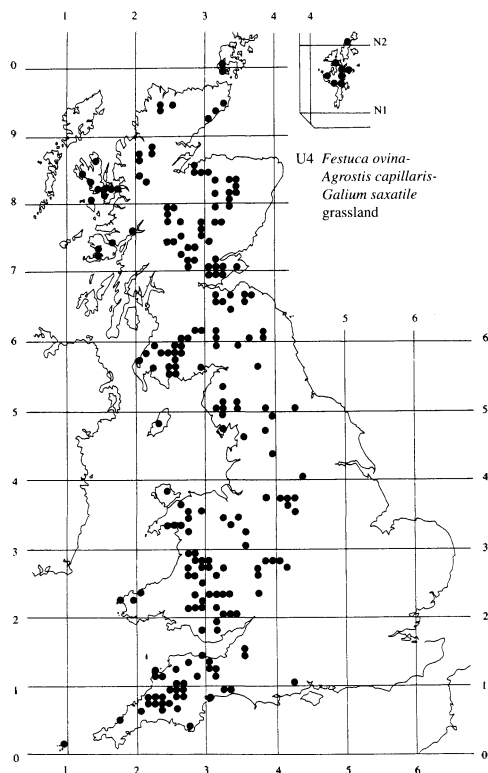 1 2 3 4 4
N2
0
N1
9
U4 Festuca ovina-
Agrostis capillaris-
Galium saxatile
grassland
8
7
5 6
6 6
5 5
4 4
3 3
2 2
1 1
0 0
1 2 3 4 5 6